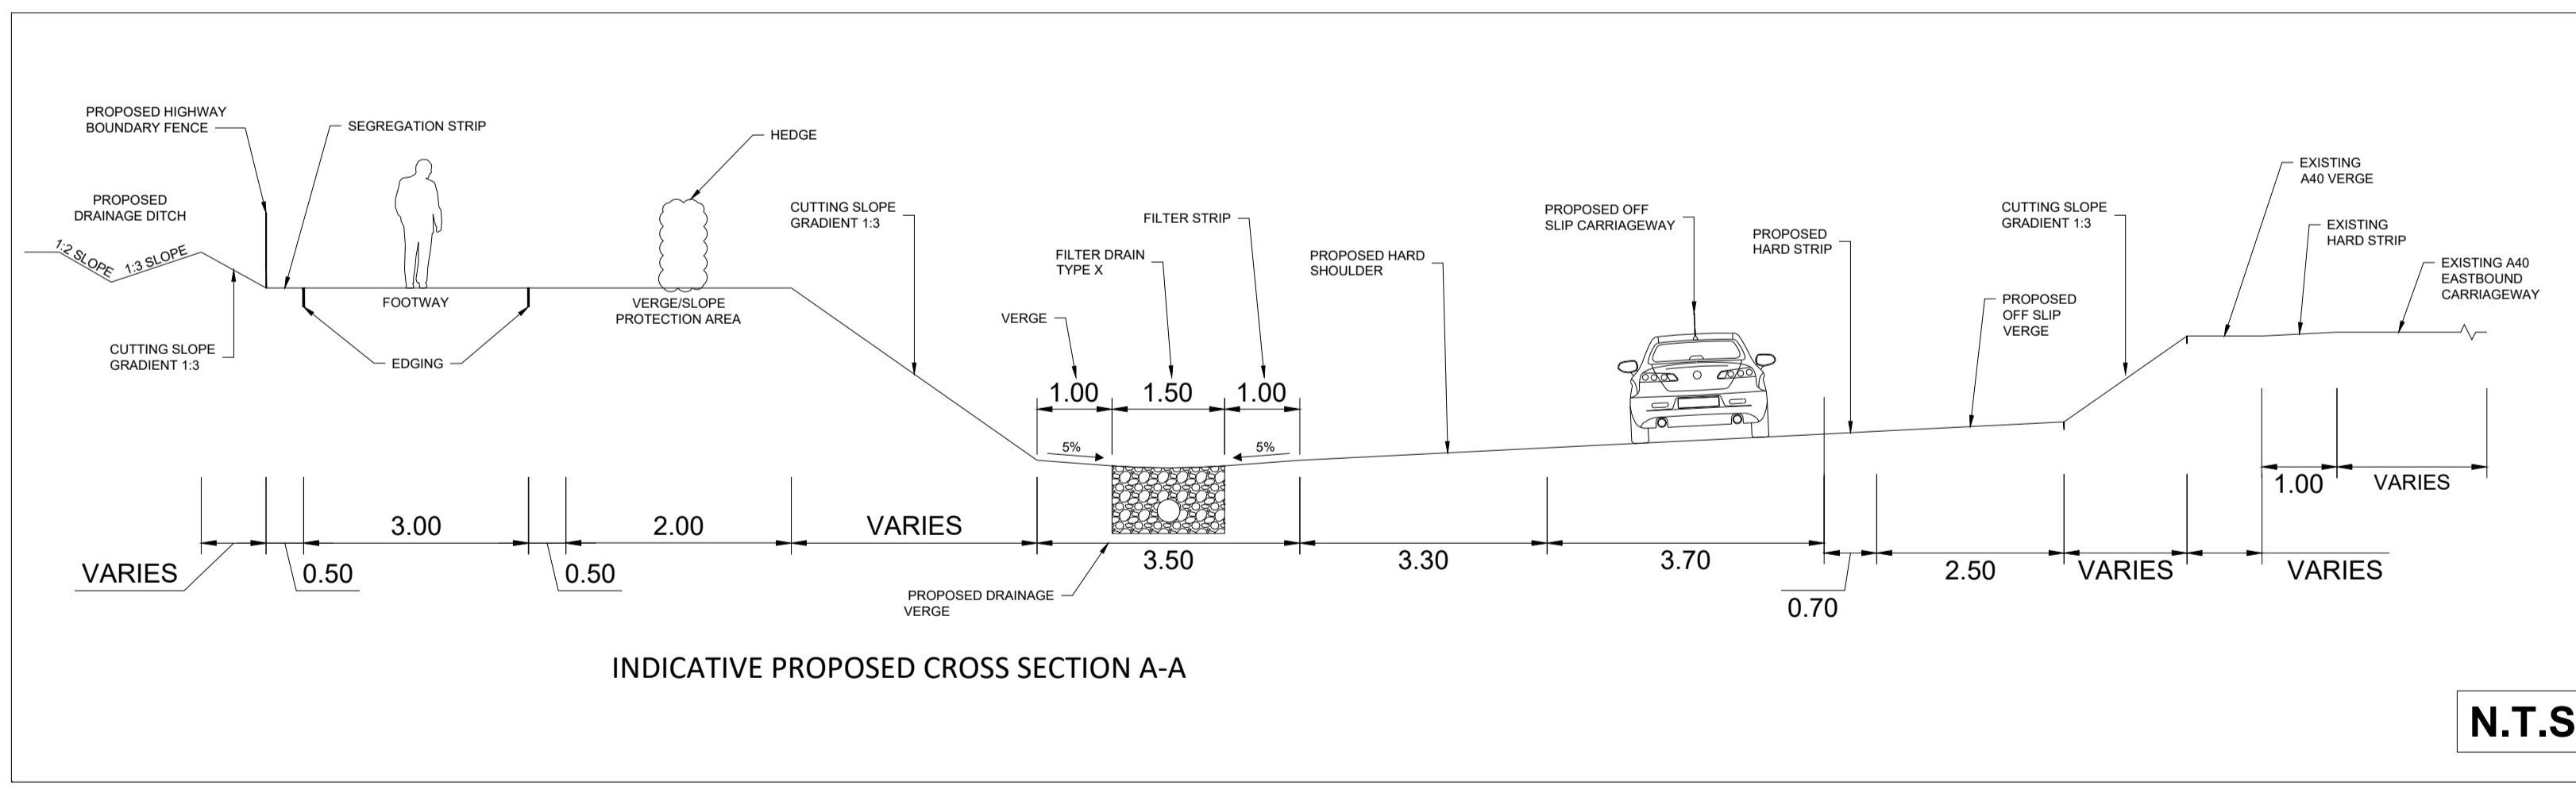 PROPOSED HIGHWAY
BOUNDARY FENCE
SEGREGATION STRIP
HEDGE
PROPOSED
DRAINAGE DITCH
1:2 SLOPE
1:3 SLOPE
CUTTING SLOPE
GRADIENT 1:3
FOOTWAY
EDGING
VERGE/SLOPE
PROTECTION AREA
CUTTING SLOPE
GRADIENT 1:3
VERGE
FILTER DRAIN
TYPE X
FILTER STRIP
1.00
1.50
1.00
5%
5%
PROPOSED HARD
SHOULDER
PROPOSED OFF
SLIP CARRIAGEWAY
PROPOSED
HARD STRIP
PROPOSED
OFF SLIP
VERGE
CUTTING SLOPE
GRADIENT 1:3
EXISTING
A40 VERGE
EXISTING
HARD STRIP
EXISTING A40
EASTBOUND
CARRIAGEWAY
1.00
VARIES
VARIES
0.50
3.00
0.50
2.00
VARIES
3.50
3.30
3.70
0.70
2.50
VARIES
VARIES
PROPOSED DRAINAGE
VERGE
INDICATIVE PROPOSED CROSS SECTION A-A
N.T.S